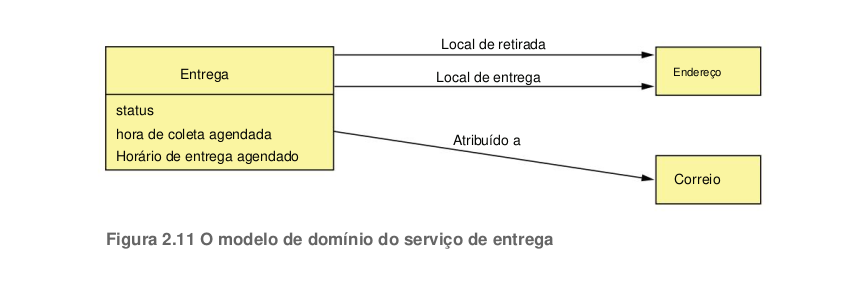 Local de retirada
Entrega
Endereço
Local de entrega
status
hora de coleta agendada
Horário de entrega agendado
Atribuído a
Correio
Figura 2.11 O modelo de domínio do serviço de entrega